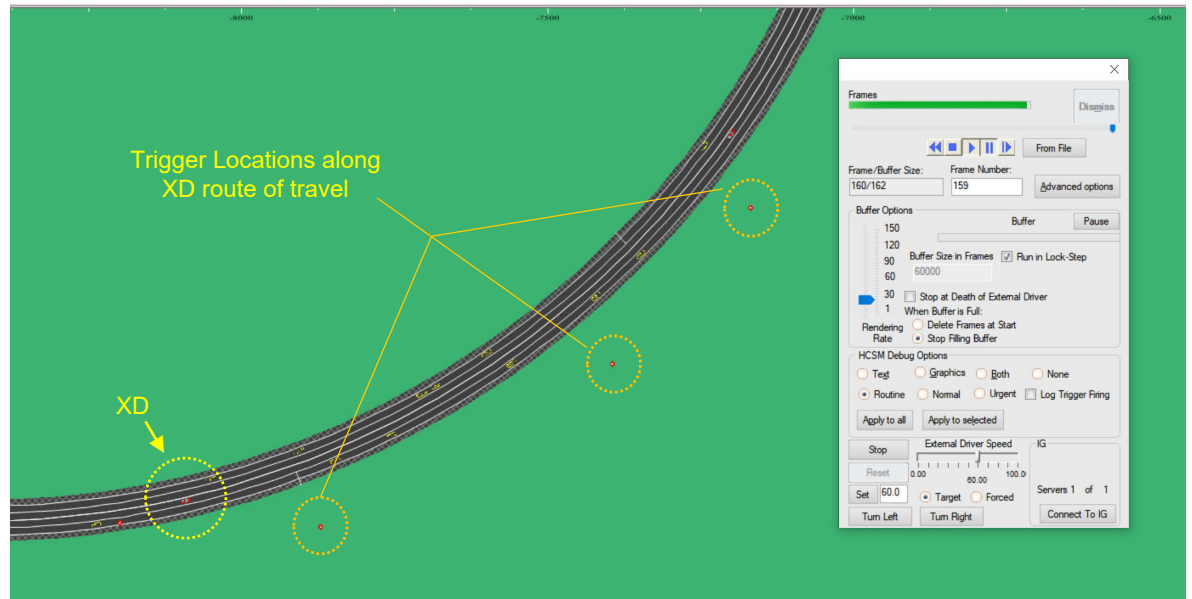 -8000
-7500
-7000
-6500
Trigger Locations along
XD route of travel
XD
Frames
Dismiss
From File
Frame/Buffer Size:
Frame Number:
160/162
159
Advanced options
Buffer Options
Buffer
Pause
150
120
90
60
30
1
Buffer Size in Frames
Run in Lock-Step
60000
Stop at Death of External Driver
When Buffer is Full:
Rendering
Rate
Delete Frames at Start
Stop Filling Buffer
HCSM Debug Options
Text
Graphics
Both
None
Routine
Normal
Urgent
Log Trigger Firing
Apply to all
Apply to selected
Stop
External Driver Speed
IG
Reset
0.00
60.00
100.0
Set
60.0
Target
Forced
Servers 1 of 1
Turn Left
Turn Right
Connect To IG